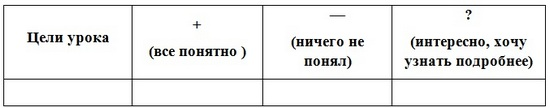 Цели урока
+
(все понятно )
—
(ничего не
понял)
?
(интересно, хочу
узнать подробнее)